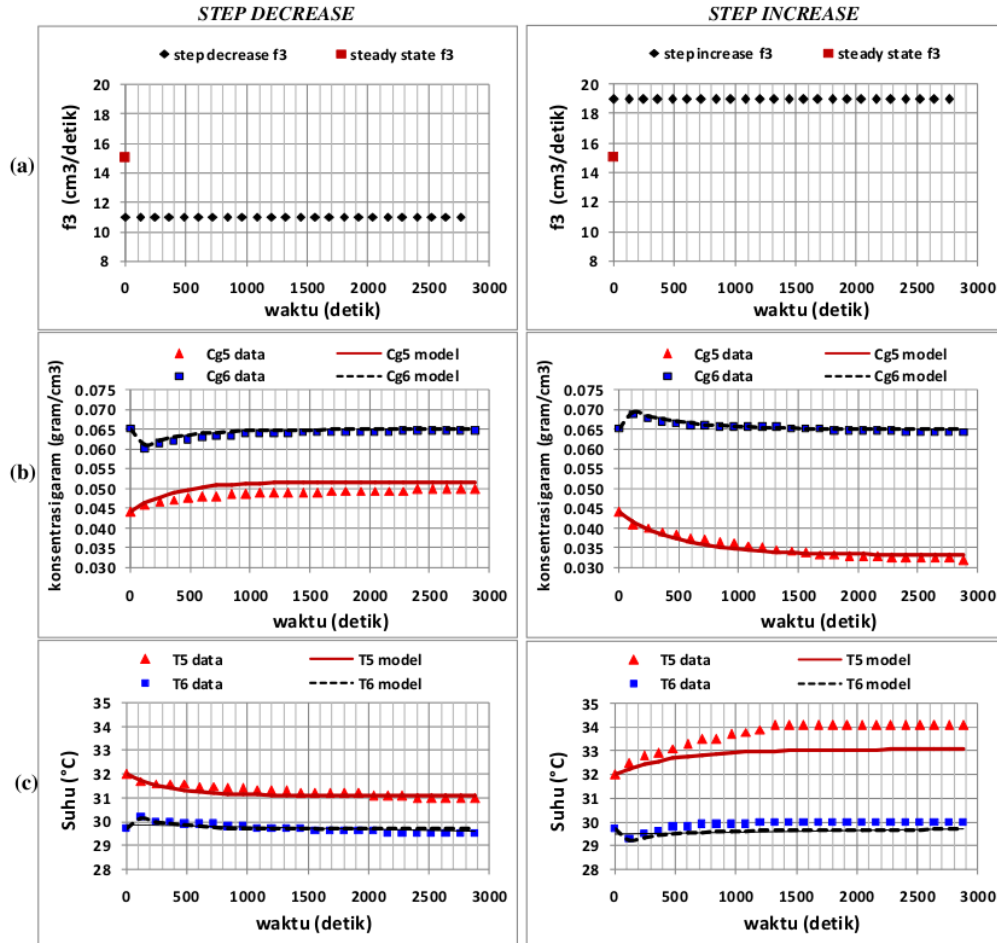 STEP DECREASE
STEP INCREASE
(a)
step decrease f3
steady state f3
f3 (cm3/detik)
20
18
16
14
12
10
8
0 500 1000 1500 2000 2500 3000
waktu (detik)
step increase f3
steady state f3
f3 (cm3/detik)
20
18
16
14
12
10
8
0 500 1000 1500 2000 2500 3000
waktu (detik)
(b)
Cg5 data
Cg5 model
Cg6 data
Cg6 model
konsentrasi garam (gram/cm3)
0.075
0.070
0.065
0.060
0.055
0.050
0.045
0.040
0.035
0.030
0 500 1000 1500 2000 2500 3000
waktu (detik)
Cg5 data
Cg5 model
Cg6 data
Cg6 model
konsentrasi garam (gram/cm3)
0.075
0.070
0.065
0.060
0.055
0.050
0.045
0.040
0.035
0.030
0 500 1000 1500 2000 2500 3000
waktu (detik)
(c)
T5 data
T5 model
T6 data
T6 model
Suhu (°C)
35
34
33
32
31
30
29
28
0 500 1000 1500 2000 2500 3000
waktu (detik)
T5 data
T5 model
T6 data
T6 model
Suhu (°C)
35
34
33
32
31
30
29
28
0 500 1000 1500 2000 2500 3000
waktu (detik)